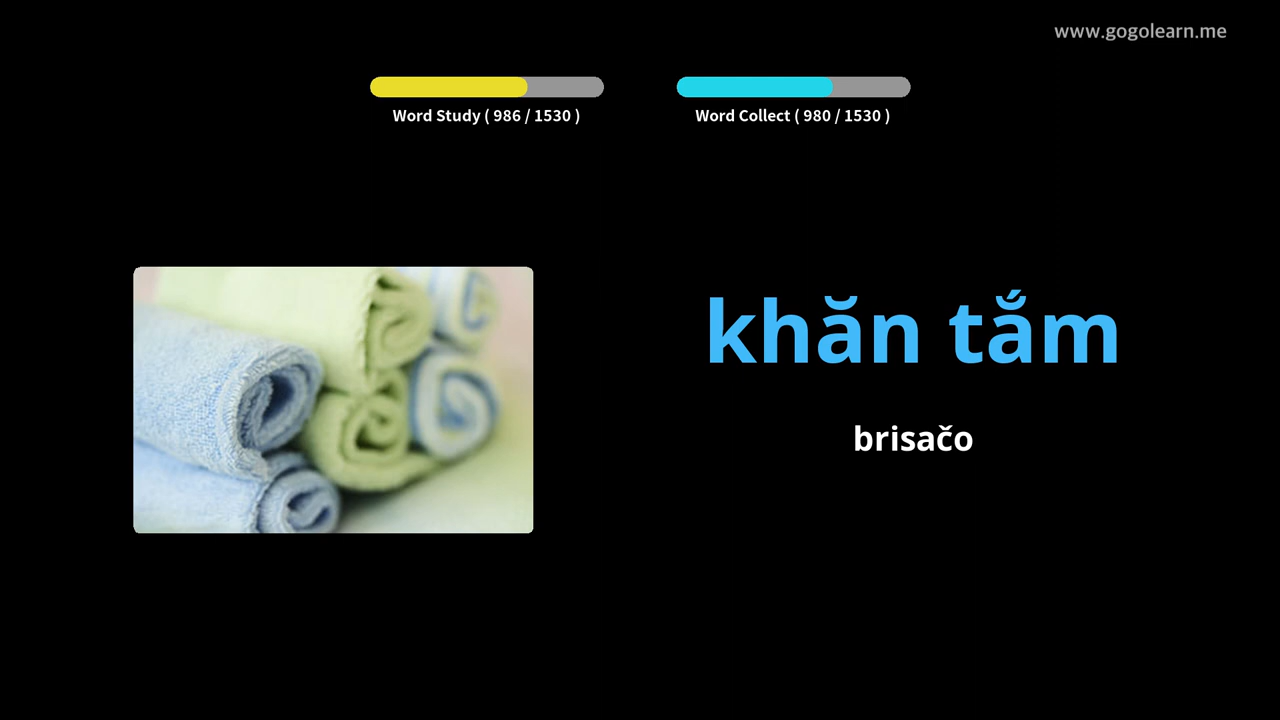 www.gogolearn.me
Word Study ( 986 / 1530 )
Word Collect ( 980 / 1530 )
khăn tắm
brisačo